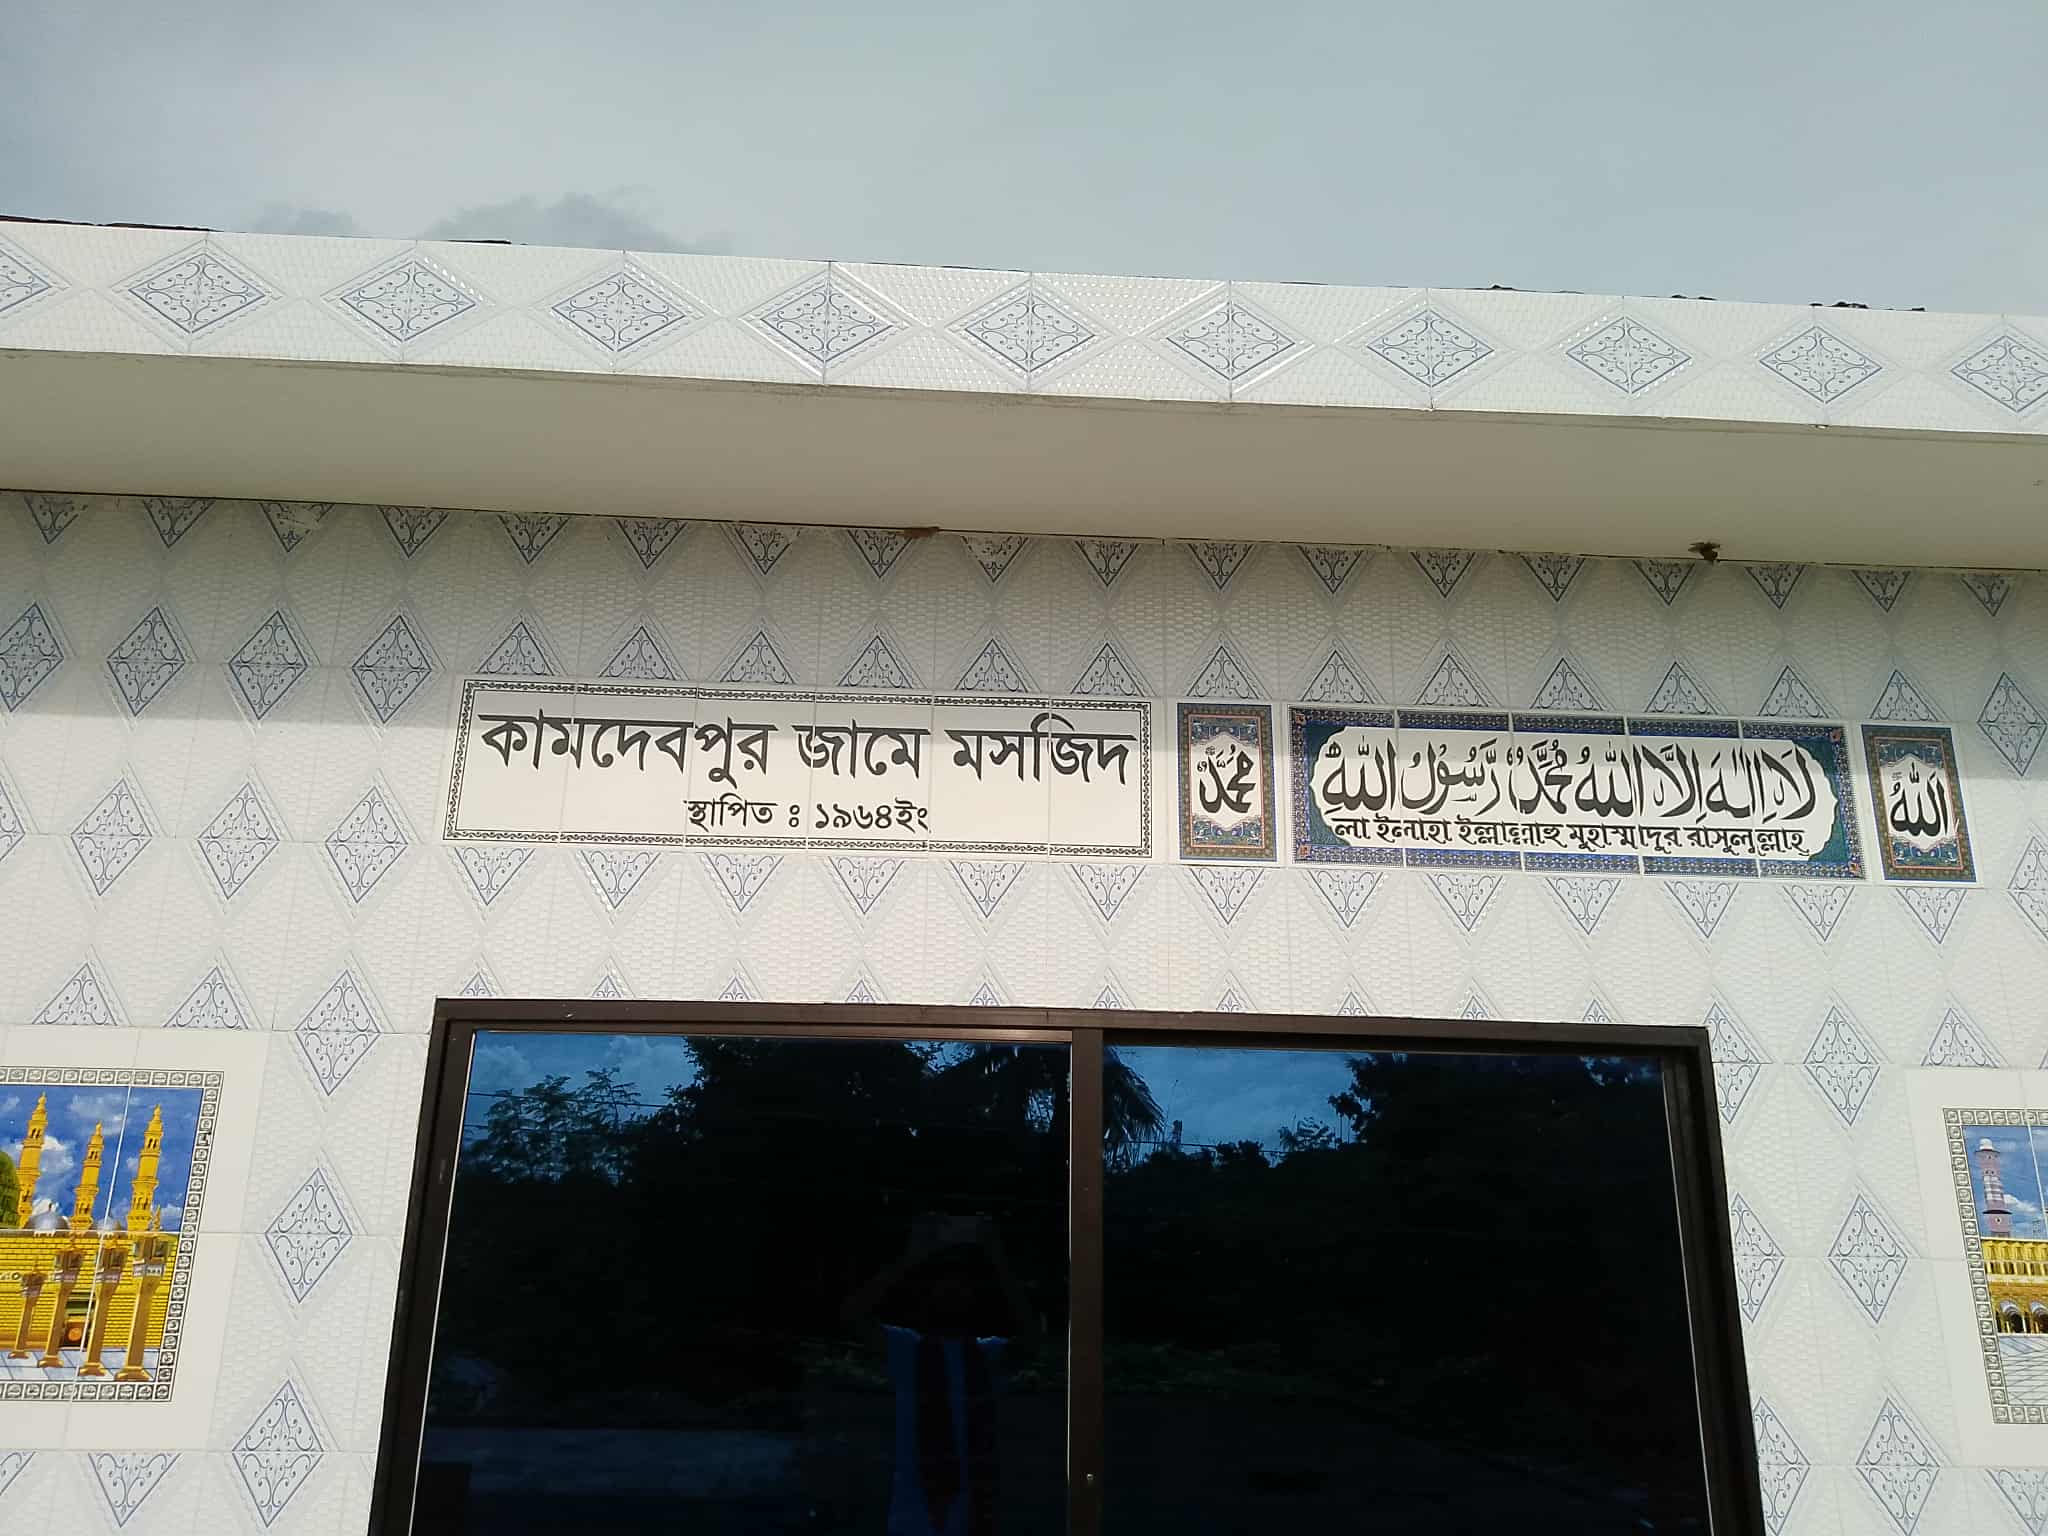 কামদেবপুর জামে মসজিদ
স্থাপিত ঃ ১৯৬৪ইং
محمد
لا إله إلا الله محمد رسول الله
লা ইলাহা ইল্লাল্লাহু মুহাম্মাদুর রাসুলুল্লাহ্
الله